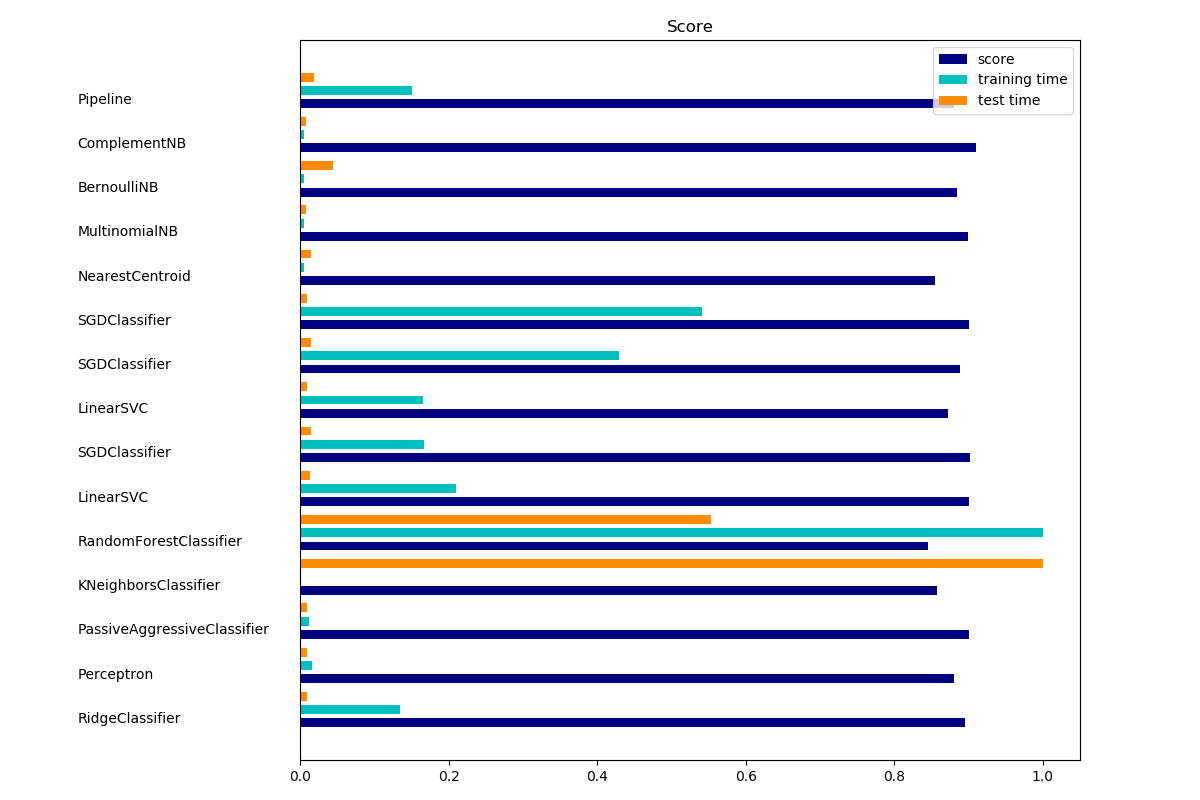 Score
score
training time
test time
Pipeline
ComplementNB
BernoulliNB
MultinomialNB
NearestCentroid
SGDClassifier
SGDClassifier
LinearSVC
SGDClassifier
LinearSVC
RandomForestClassifier
KNeighborsClassifier
PassiveAggressiveClassifier
Perceptron
RidgeClassifier
0.0 0.2 0.4 0.6 0.8 1.0